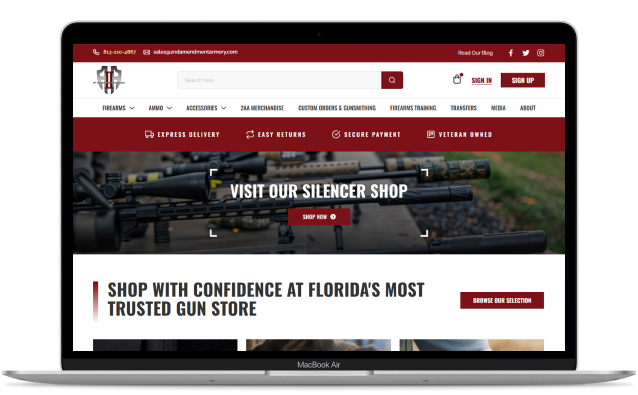 813-210-4867 sales@2ndamendmentarmory.com Read Our Blog
Search here
SIGN IN SIGN UP
FIREARMS AMMO ACCESSORIES 2AA MERCHANDISE CUSTOM ORDERS & GUNSMITHING FIREARMS TRAINING TRANSFERS MEDIA ABOUT
EXPRESS DELIVERY EASY RETURNS SECURE PAYMENT VETERAN OWNED
VISIT OUR SILENCER SHOP
SHOP NOW
SHOP WITH CONFIDENCE AT FLORIDA'S MOST
TRUSTED GUN STORE
BROWSE OUR SELECTION
MacBook Air